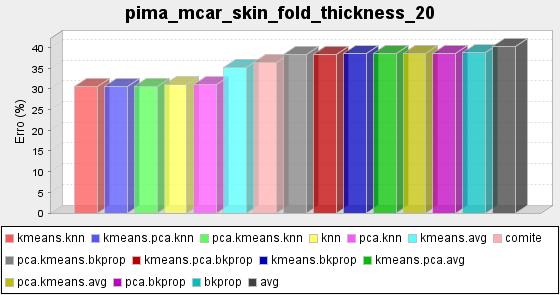 pima_mcar_skin_fold_thickness_20
Erro (%)
40
35
30
25
20
15
10
5
0
kmeans.knn kmeans.pca.knn pca.kmeans.knn knn pca.knn kmeans.avg comite
pca.kmeans.bkprop kmeans.pca.bkprop kmeans.bkprop kmeans.pca.avg
pca.kmeans.avg pca.bkprop bkprop avg